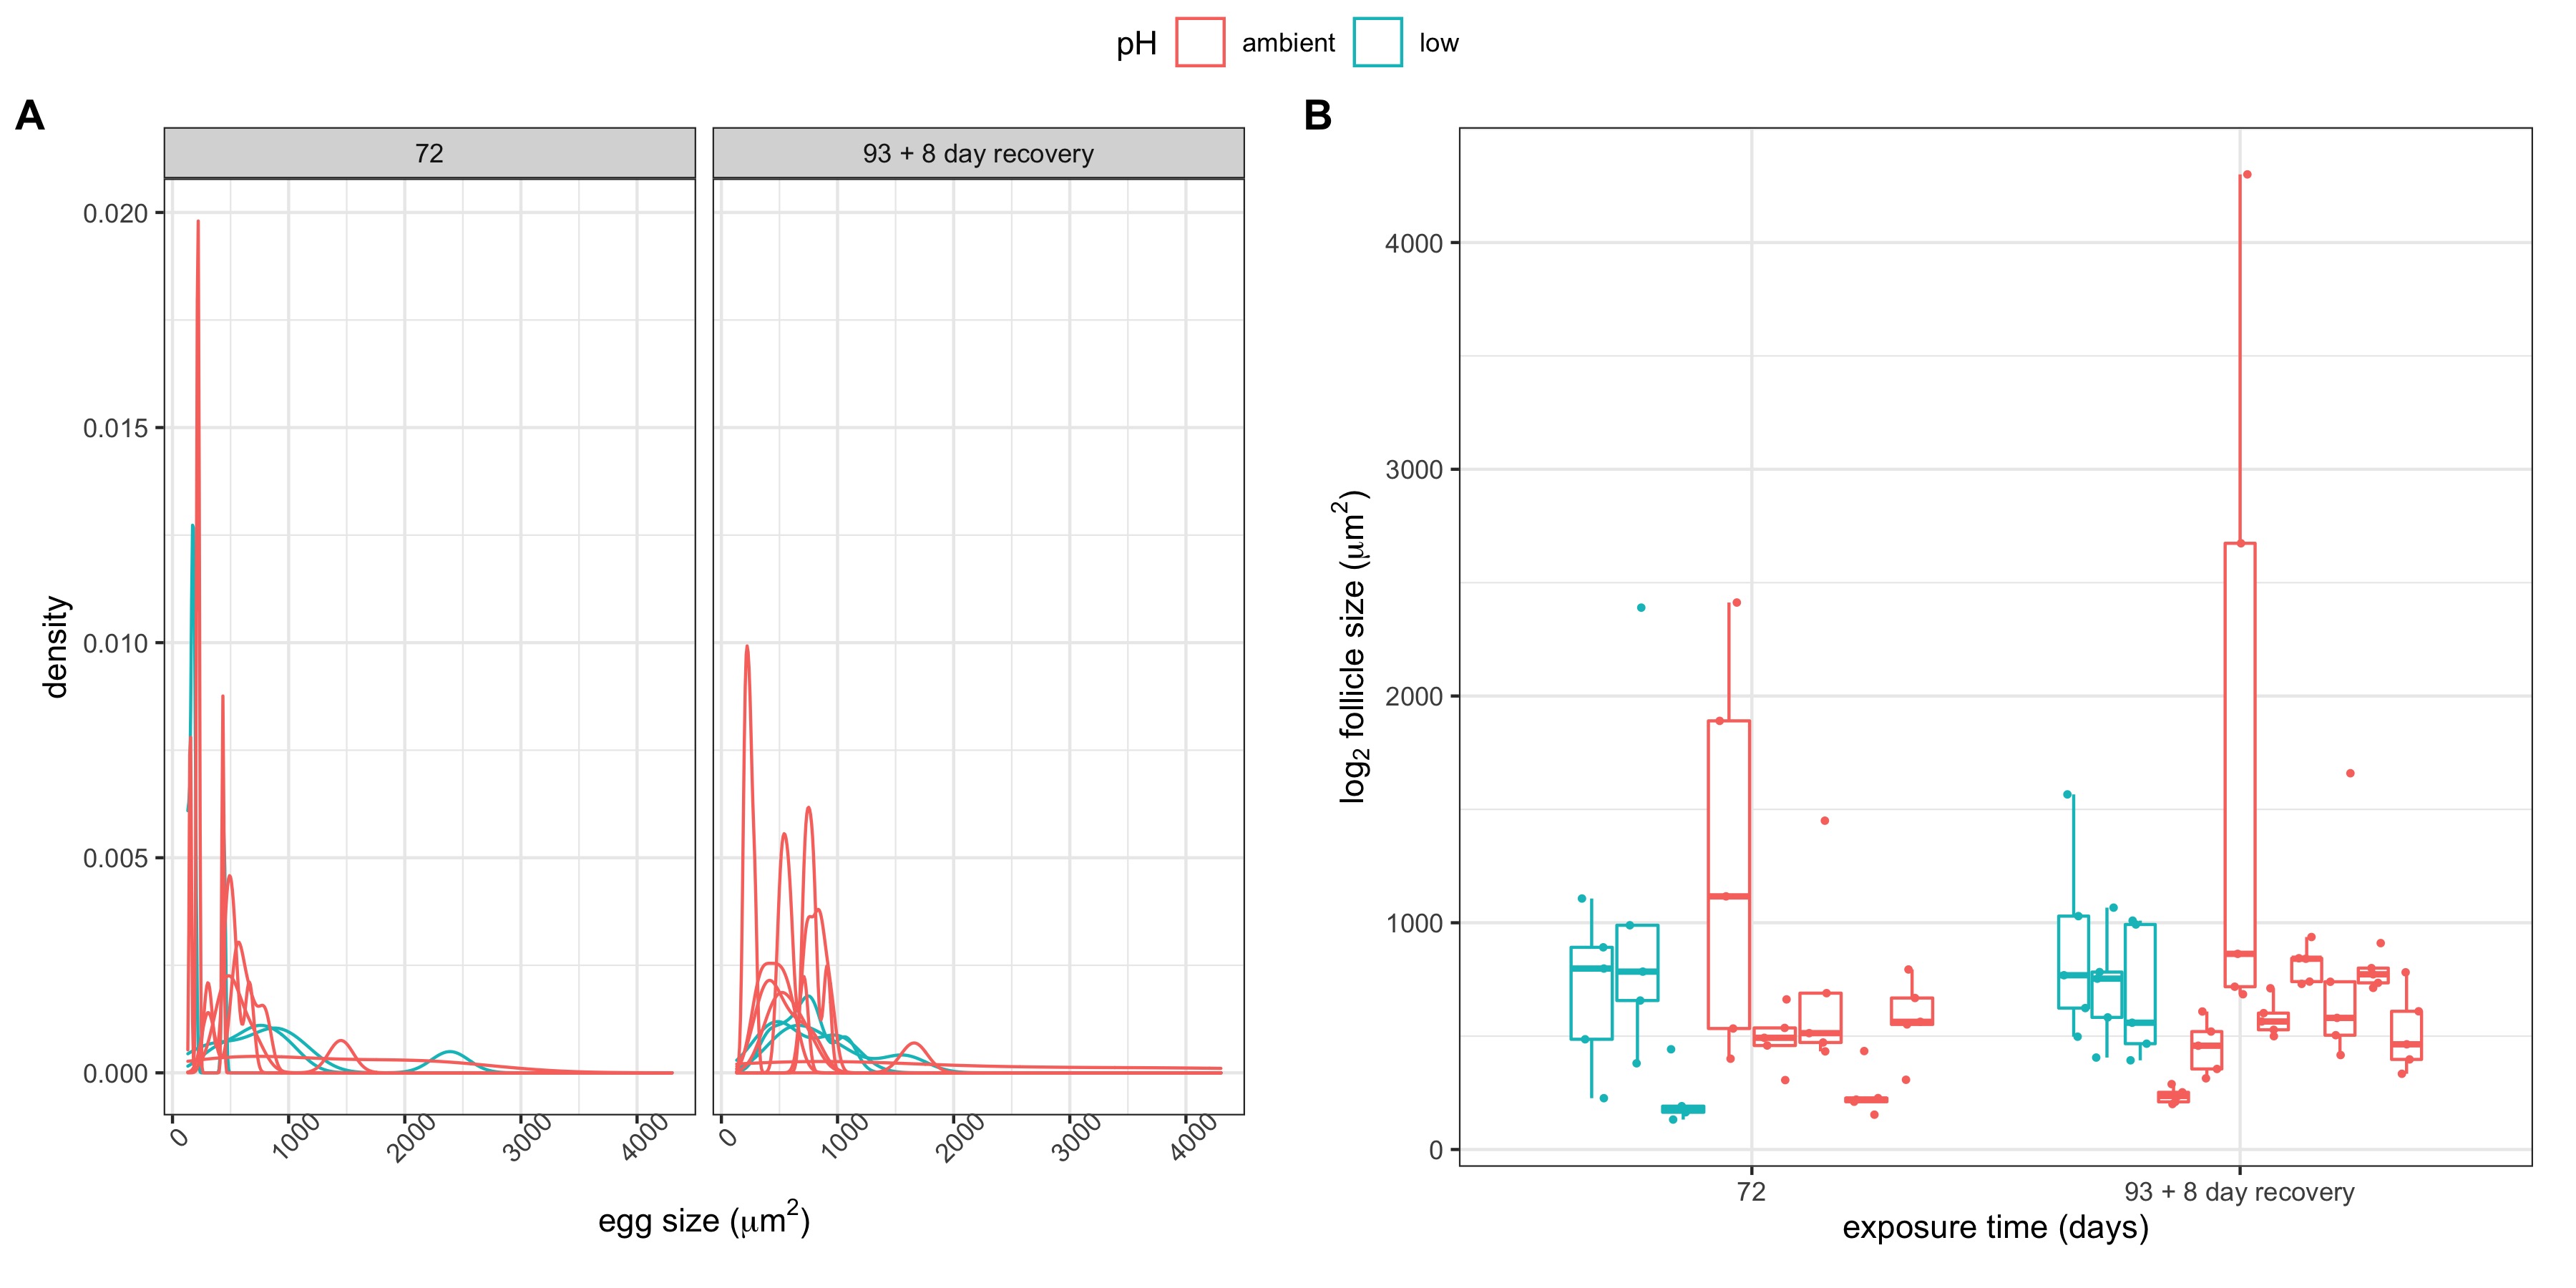 pH ambient low
A
B
72
93 + 8 day recovery
0.020
0.015
0.010
0.005
0.000
density
0 1000 2000 3000 4000
0 1000 2000 3000 4000
egg size (μm²)
4000
3000
2000
1000
0
log₂ follicle size (μm²)
72
93 + 8 day recovery
exposure time (days)